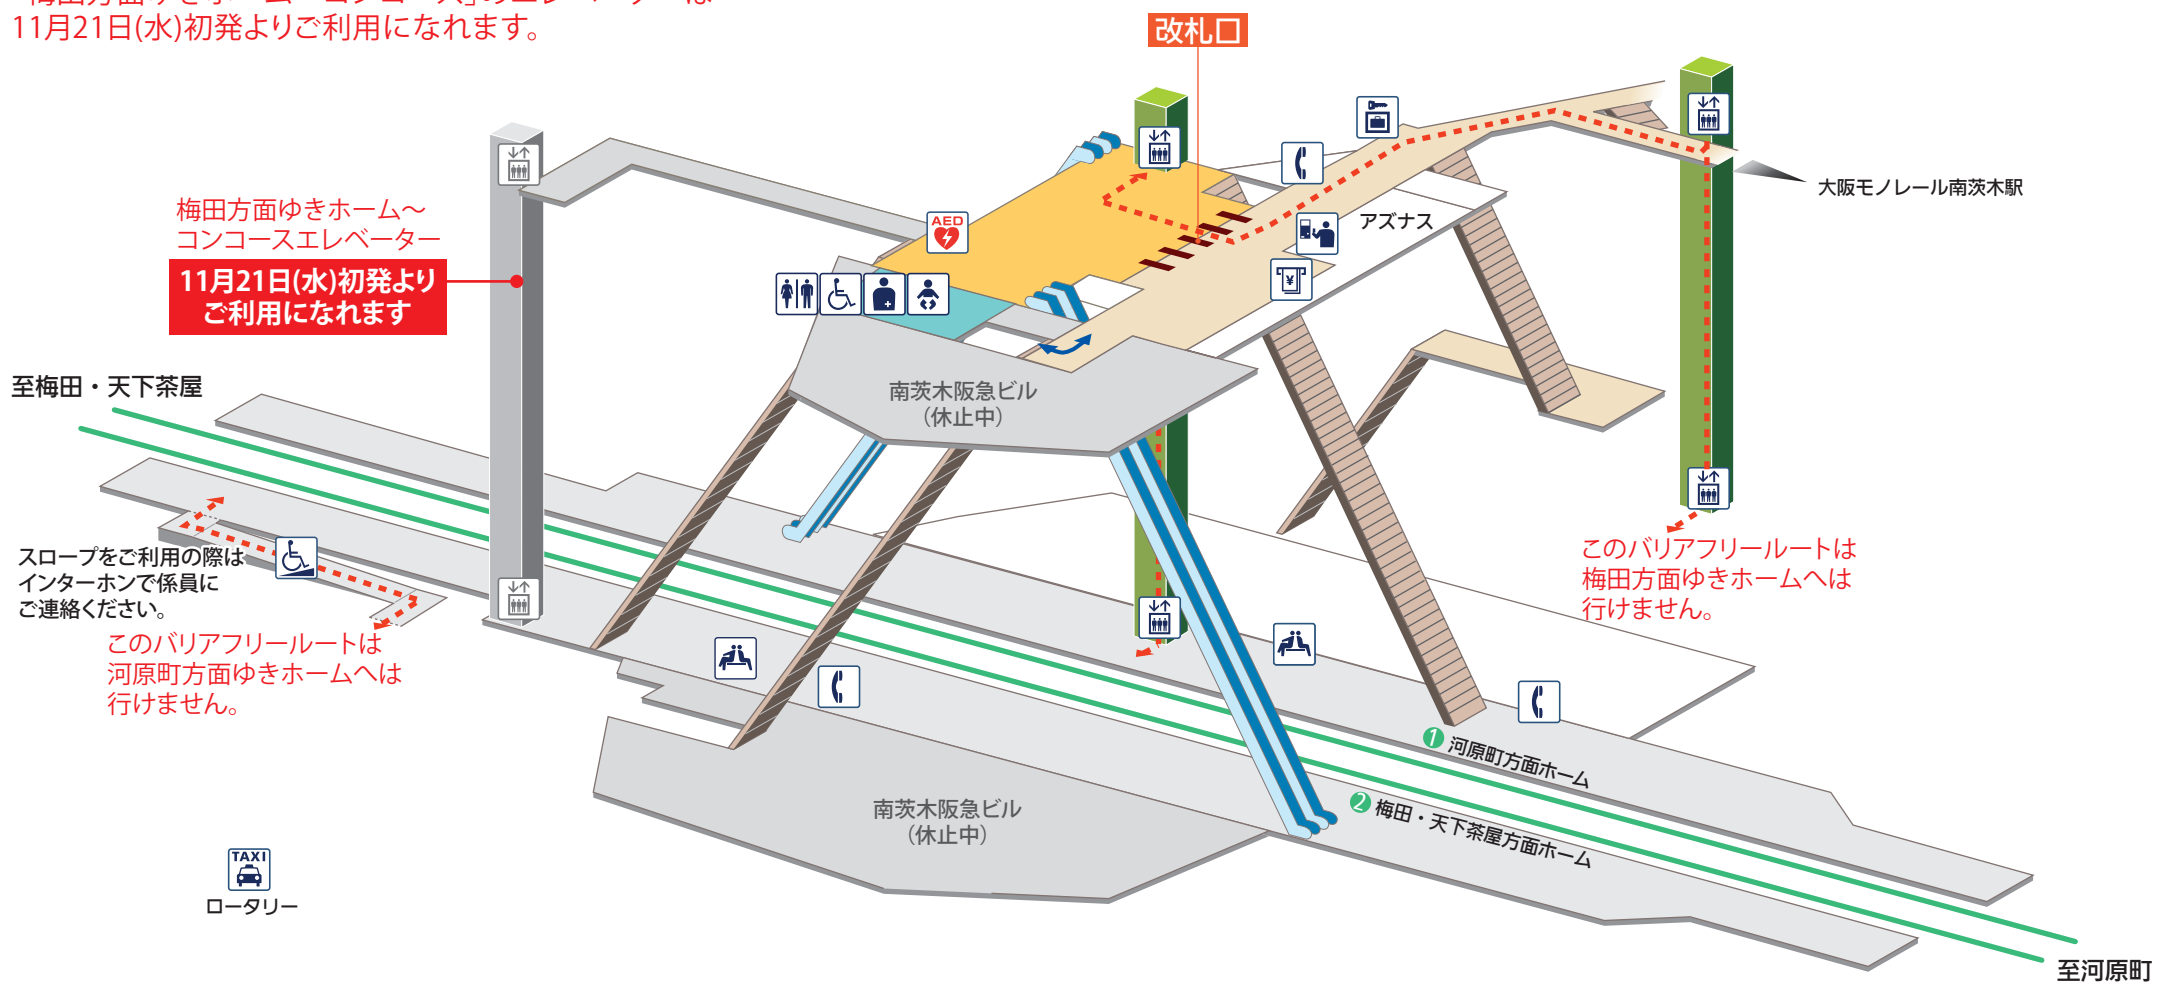 11月21日(水)初発よりご利用になれます。
改札口
大阪モノレール南茨木駅
アズナス
AED
梅田方面ゆきホーム〜
コンコースエレベーター
11月21日(水)初発より
ご利用になれます
¥
至梅田・天下茶屋
南茨木阪急ビル
（休止中）
スロープをご利用の際は
インターホンで係員に
ご連絡ください。
このバリアフリールートは
河原町方面ゆきホームへは
行けません。
このバリアフリールートは
梅田方面ゆきホームへは
行けません。
1 河原町方面ホーム
2 梅田・天下茶屋方面ホーム
南茨木阪急ビル
（休止中）
TAXI
ロータリー
至河原町